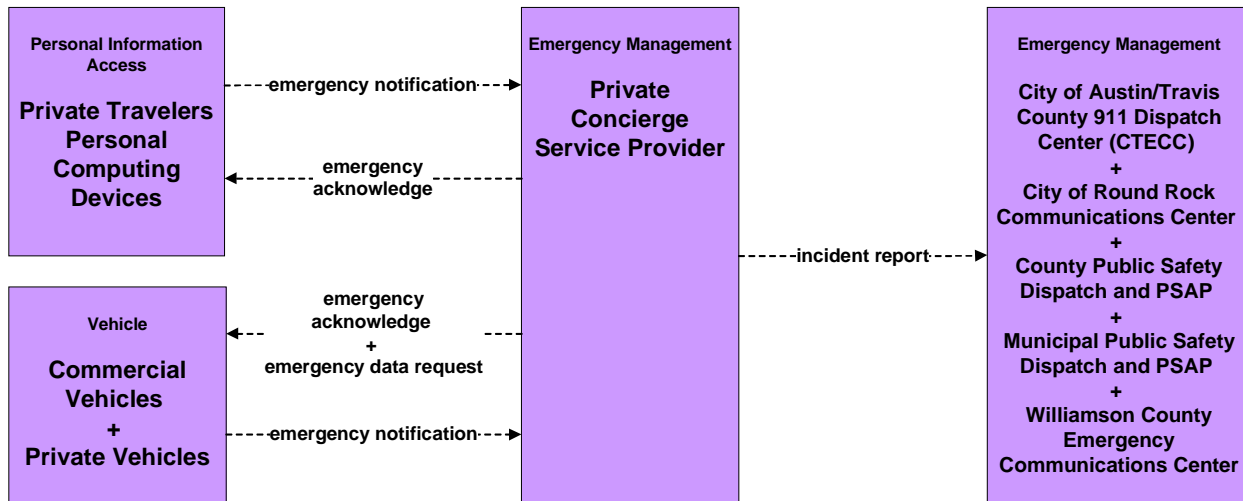 Personal Information
Access
Private Travelers
Personal
Computing
Devices
emergency notification
emergency
acknowledge
Vehicle
Commercial
Vehicles
+
Private Vehicles
emergency
acknowledge
+
emergency data request
emergency notification
Emergency Management
Private
Concierge
Service Provider
incident report
Emergency Management
City of Austin/Travis
County 911 Dispatch
Center (CTECC)
+
City of Round Rock
Communications Center
+
County Public Safety
Dispatch and PSAP
+
Municipal Public Safety
Dispatch and PSAP
+
Williamson County
Emergency
Communications Center